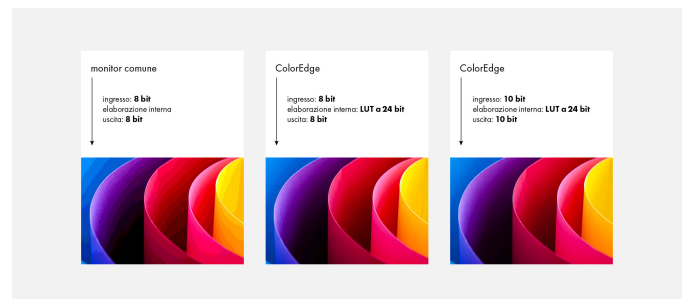 monitor comune
ingresso: 8 bit
elaborazione interna
uscita: 8 bit
ColorEdge
ingresso: 8 bit
elaborazione interna: LUT a 24 bit
uscita: 8 bit
ColorEdge
ingresso: 10 bit
elaborazione interna: LUT a 24 bit
uscita: 10 bit